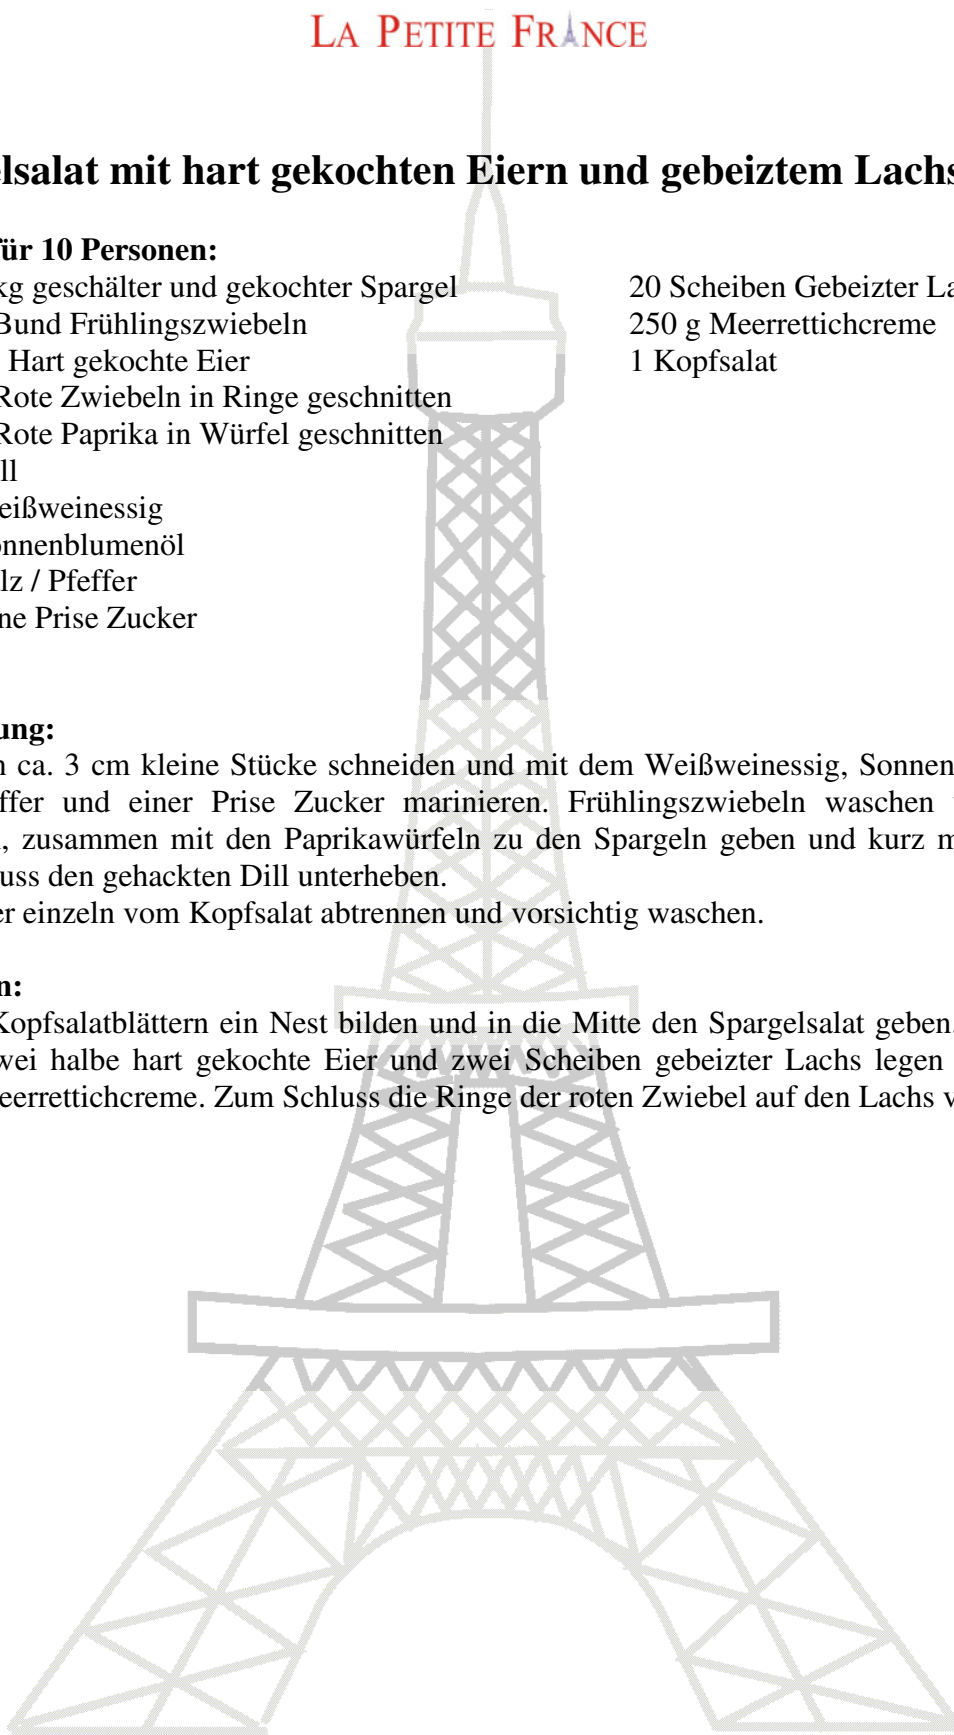 LA PETITE FRANCE
elsalat mit hart gekochten Eiern und gebeiztem Lachs
für 10 Personen:
kg geschälter und gekochter Spargel
Bund Frühlingszwiebeln
Hart gekochte Eier
Rote Zwiebeln in Ringe geschnitten
Rote Paprika in Würfel geschnitten
ll
eißweinessig
onnenblumenöl
lz / Pfeffer
ne Prise Zucker
20 Scheiben Gebeizter La
250 g Meerrettichcreme
1 Kopfsalat
ung:
n ca. 3 cm kleine Stücke schneiden und mit dem Weißweinessig, Sonnen
ffer und einer Prise Zucker marinieren. Frühlingszwiebeln waschen
, zusammen mit den Paprikawürfeln zu den Spargeln geben und kurz m
uss den gehackten Dill unterheben.
er einzeln vom Kopfsalat abtrennen und vorsichtig waschen.
n:
Kopfsalatblättern ein Nest bilden und in die Mitte den Spargelsalat geben.
wei halbe hart gekochte Eier und zwei Scheiben gebeizter Lachs legen
eerrettichcreme. Zum Schluss die Ringe der roten Zwiebel auf den Lachs v